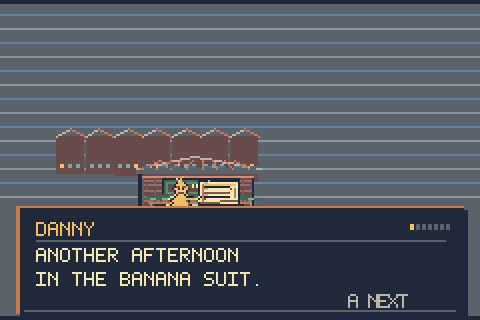 DANNY
ANOTHER AFTERNOON
IN THE BANANA SUIT.
A NEXT